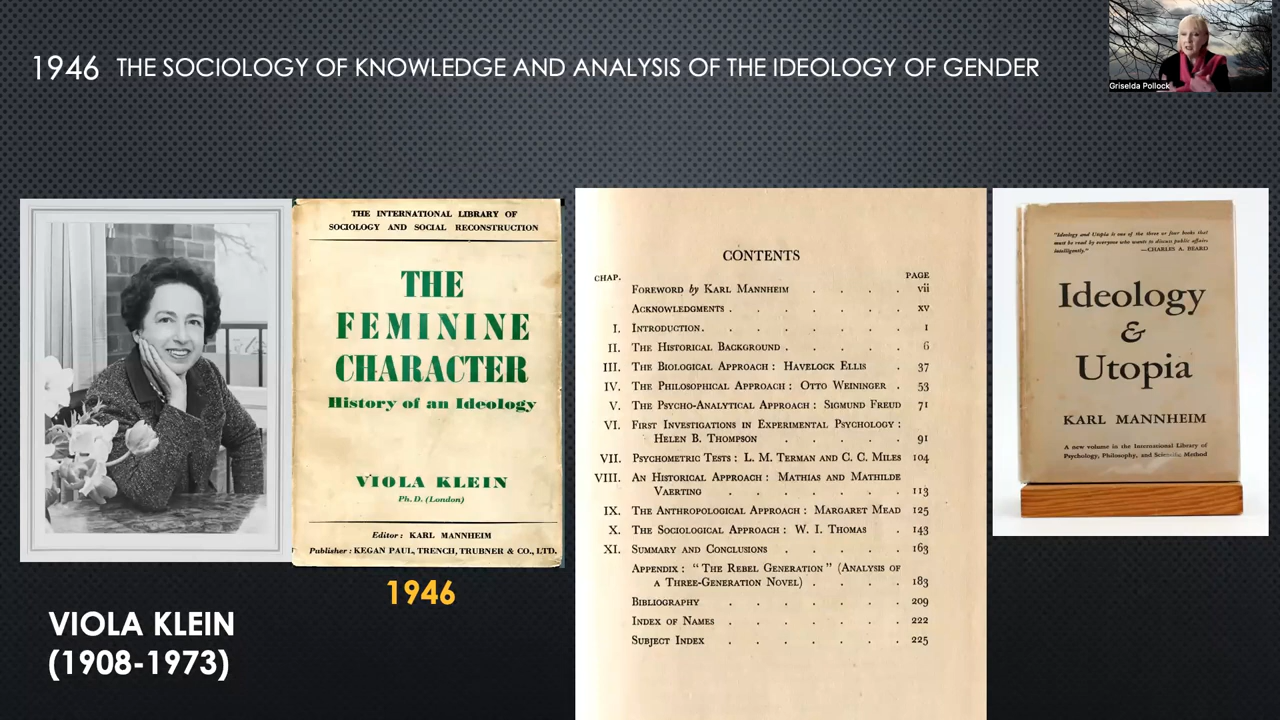 1946 THE SOCIOLOGY OF KNOWLEDGE AND ANALYSIS OF THE IDEOLOGY OF GENDER
Griselda Pollock
THE INTERNATIONAL LIBRARY OF
SOCIOLOGY AND SOCIAL RECONSTRUCTION
THE
FEMININE
CHARACTER
History of an Ideology
VIOLA KLEIN
Ph.D. (London)
Editor: KARL MANNHEIM
Publisher: KEGAN PAUL, TRENCH, TRUBNER & CO., LTD.
1946
VIOLA KLEIN
(1908-1973)
CONTENTS
CHAP. PAGE
FOREWORD by KARL MANNHEIM . . . . vii
ACKNOWLEDGMENTS . . . . . . . xv
I. INTRODUCTION . . . . . . . 1
II. THE HISTORICAL BACKGROUND . . . . . 6
III. THE BIOLOGICAL APPROACH: HAVELOCK ELLIS . 37
IV. THE PHILOSOPHICAL APPROACH: OTTO WEININGER . 53
V. THE PSYCHO-ANALYTICAL APPROACH: SIGMUND FREUD 71
VI. FIRST INVESTIGATIONS IN EXPERIMENTAL PSYCHOLOGY:
HELEN B. THOMPSON . . . . . 91
VII. PSYCHOMETRIC TESTS: L. M. TERMAN AND C. C. MILES 104
VIII. AN HISTORICAL APPROACH: MATHIAS AND MATHILDE
VAERTING . . . . . . . 113
IX. THE ANTHROPOLOGICAL APPROACH: MARGARET MEAD 125
X. THE SOCIOLOGICAL APPROACH: W. I. THOMAS . 143
XI. SUMMARY AND CONCLUSIONS . . . . . 163
APPENDIX: "THE REBEL GENERATION" (ANALYSIS OF
A THREE-GENERATION NOVEL) . . . . 183
BIBLIOGRAPHY . . . . . . . 209
INDEX OF NAMES . . . . . . . 222
SUBJECT INDEX . . . . . . . 225
"Ideology and Utopia is one of the three or four books that
must be read by everyone who wants to discuss public affairs
intelligently." —CHARLES A. BEARD
Ideology
&
Utopia
KARL MANNHEIM
A new volume in the International Library of
Psychology, Philosophy, and Scientific Method